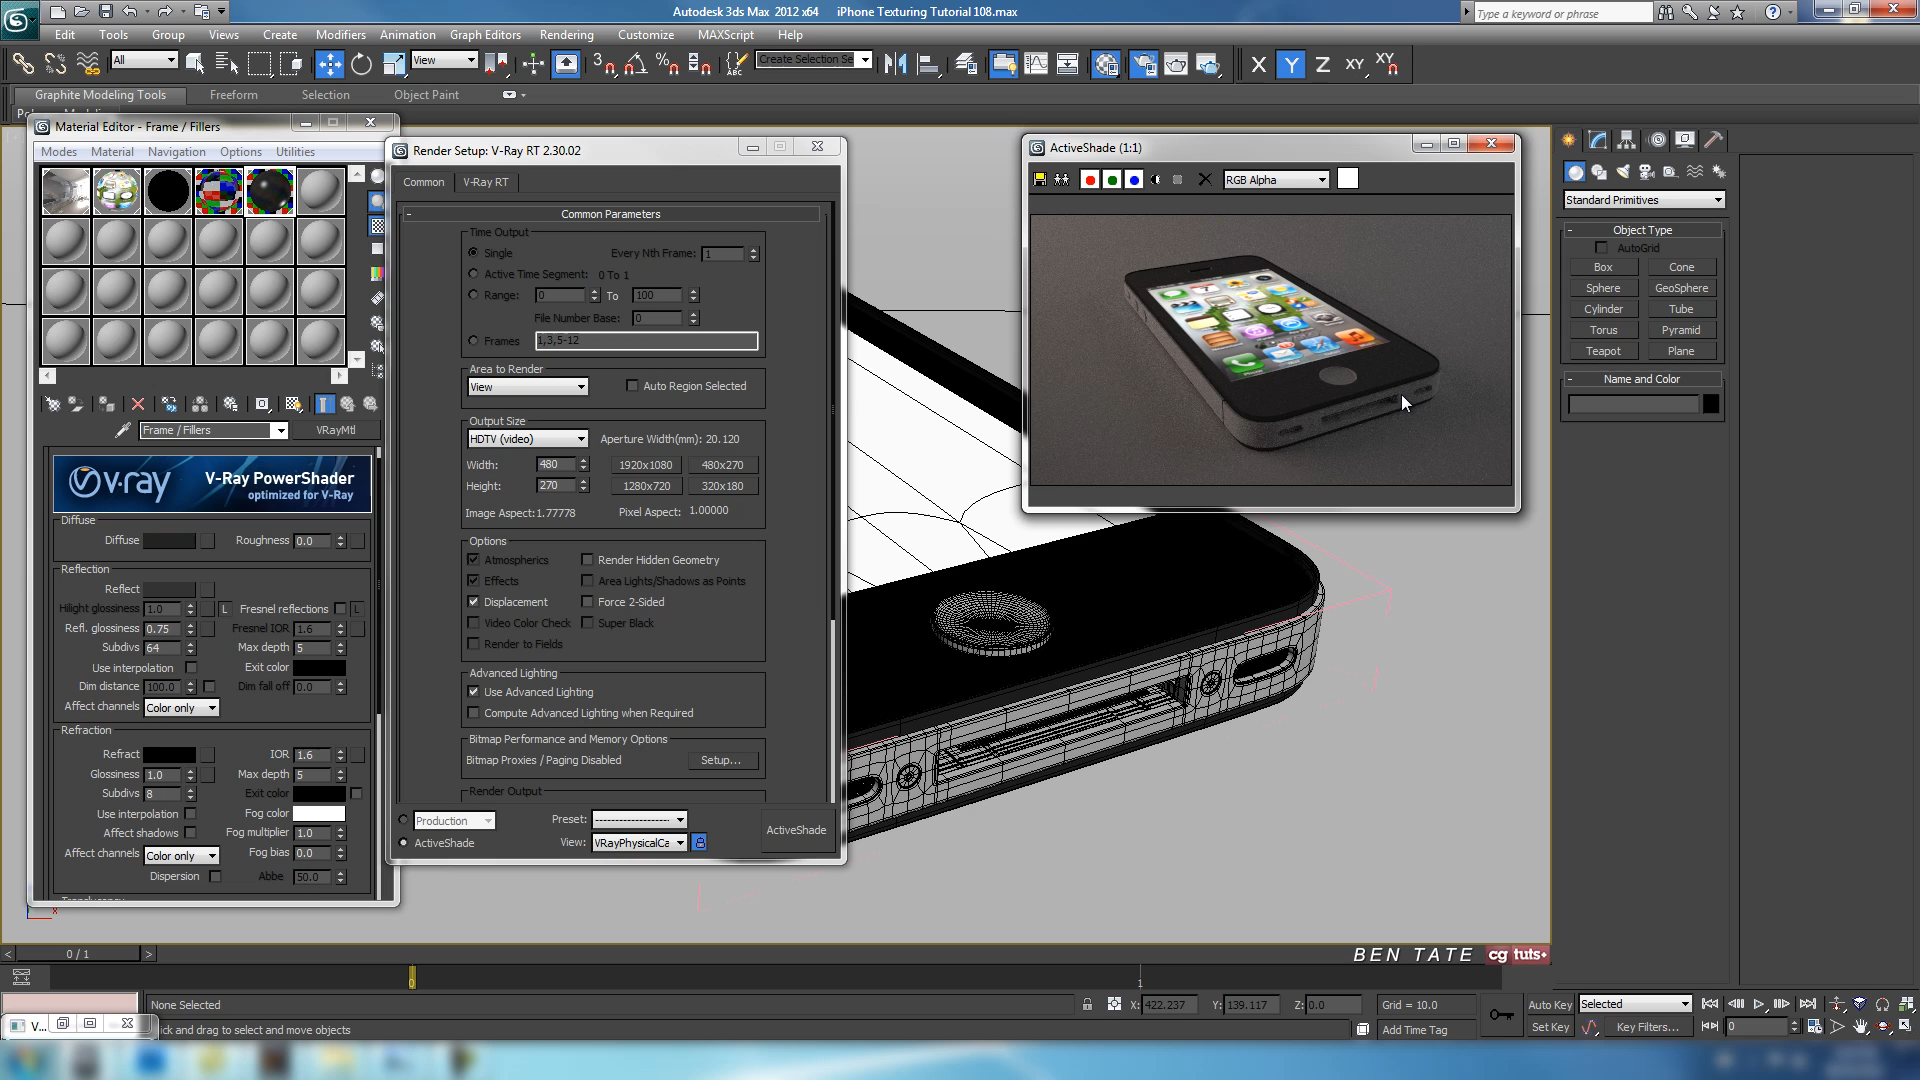 Autodesk 3ds Max 2012 x64 iPhone Texturing Tutorial 108.max
Type a keyword or phrase
Edit Tools Group Views Create Modifiers Animation Graph Editors Rendering Customize MAXScript Help
All
View
3
Create Selection Se
X Y Z XY XY
Graphite Modeling Tools Freeform Selection Object Paint
Material Editor - Frame / Fillers
Modes Material Navigation Options Utilities
Frame / Fillers VRayMtl
v-ray V-Ray PowerShader
optimized for V-Ray
Diffuse
Diffuse Roughness 0.0
Reflection
Reflect
Hilight glossiness 1.0 L Fresnel reflections L
Refl. glossiness 0.75 Fresnel IOR 1.6
Subdivs 64 Max depth 5
Use interpolation Exit color
Dim distance 100.0 Dim fall off 0.0
Affect channels Color only
Refraction
Refract IOR 1.6
Glossiness 1.0 Max depth 5
Subdivs 8 Exit color
Use interpolation Fog color
Affect shadows Fog multiplier 1.0
Affect channels Color only Fog bias 0.0
Dispersion Abbe 50.0
Render Setup: V-Ray RT 2.30.02
Common V-Ray RT
- Common Parameters
Time Output
Single Every Nth Frame: 1
Active Time Segment: 0 To 1
Range: 0 To 100
File Number Base: 0
Frames 1,3,5-12
Area to Render
View Auto Region Selected
Output Size
HDTV (video) Aperture Width(mm): 20.120
Width: 480 1920x1080 480x270
Height: 270 1280x720 320x180
Image Aspect: 1.77778 Pixel Aspect: 1.00000
Options
Atmospherics Render Hidden Geometry
Effects Area Lights/Shadows as Points
Displacement Force 2-Sided
Video Color Check Super Black
Render to Fields
Advanced Lighting
Use Advanced Lighting
Compute Advanced Lighting when Required
Bitmap Performance and Memory Options
Bitmap Proxies / Paging Disabled Setup...
Render Output
Production Preset: --------------------
ActiveShade View: VRayPhysicalCa
ActiveShade
ActiveShade (1:1)
RGB Alpha
Standard Primitives
- Object Type
AutoGrid
Box Cone
Sphere GeoSphere
Cylinder Tube
Torus Pyramid
Teapot Plane
- Name and Color
x
< 0 / 1 >
BEN TATE cg tuts+
0 1
None Selected X: 422.237 Y: 139.117 Z: 0.0 Grid = 10.0 Auto Key Selected
V... ick and drag to select and move objects Add Time Tag Set Key Key Filters... 0